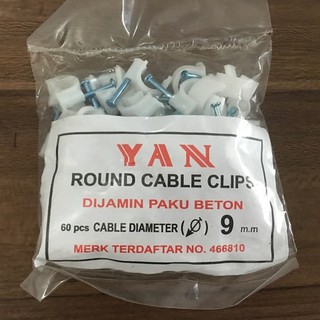 YAN
ROUND CABLE CLIPS
DIJAMIN PAKU BETON
60 pcs CABLE DIAMETER ( ) 9 m.m
MERK TERDAFTAR NO. 466810